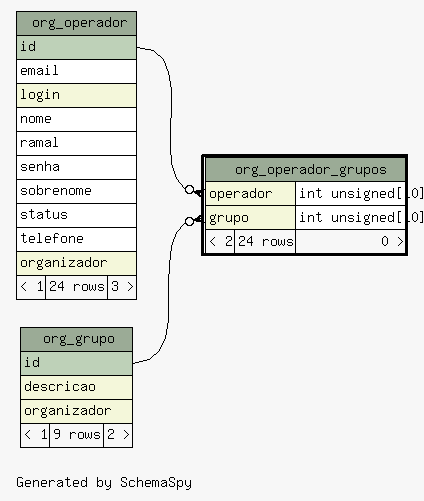 org_operador
id
email
login
nome
ramal
senha
sobrenome
status
telefone
organizador
< 1 24 rows 3 >
org_operador_grupos
operador int unsigned[10]
grupo int unsigned[10]
< 2 24 rows 0 >
org_grupo
id
descricao
organizador
< 1 9 rows 2 >
Generated by SchemaSpy